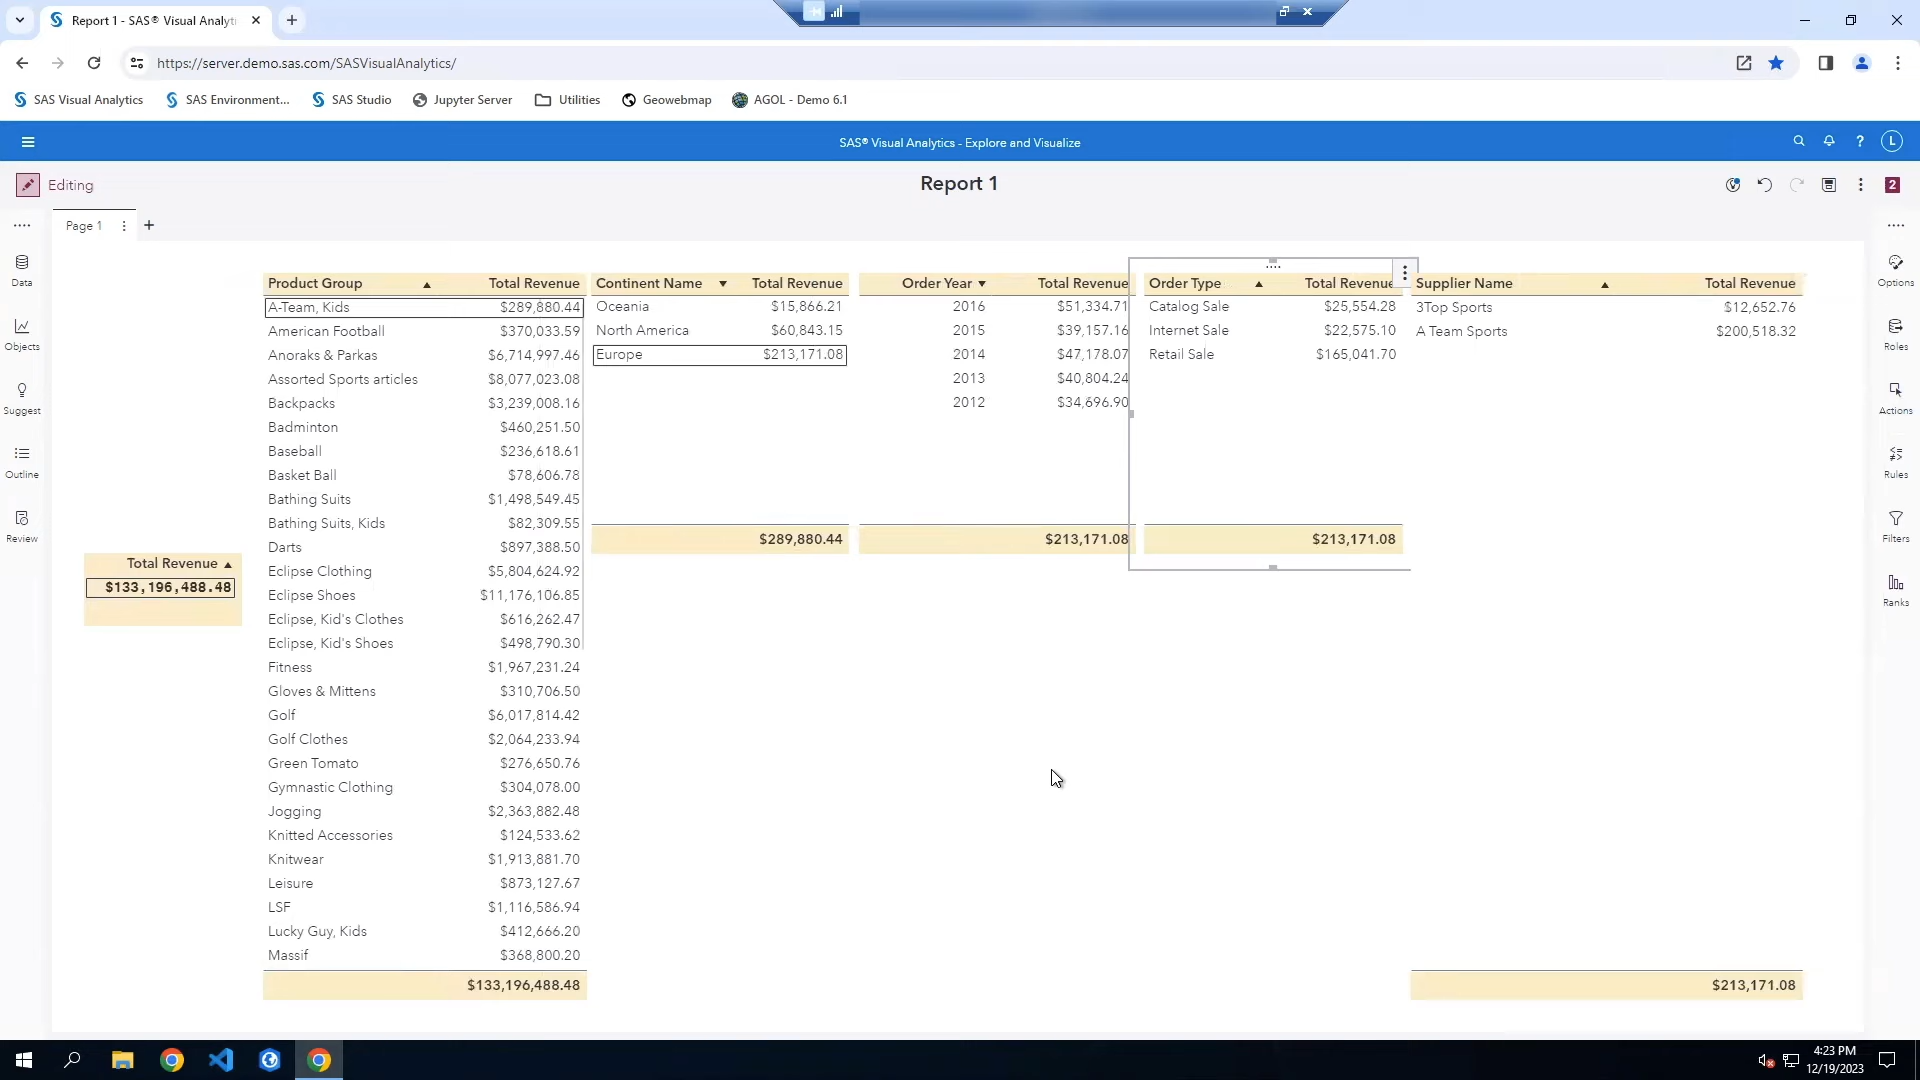 Report 1 - SAS® Visual Analyti
https://server.demo.sas.com/SASVisualAnalytics/
SAS Visual Analytics
SAS Environment...
SAS Studio
Jupyter Server
Utilities
Geowebmap
AGOL - Demo 6.1
SAS® Visual Analytics - Explore and Visualize
L
Editing
Report 1
2
Page 1
Data
Objects
Suggest
Outline
Review
Total Revenue
$133,196,488.48
Product Group Total Revenue
A-Team, Kids $289,880.44
American Football $370,033.59
Anoraks & Parkas $6,714,997.46
Assorted Sports articles $8,077,023.08
Backpacks $3,239,008.16
Badminton $460,251.50
Baseball $236,618.61
Basket Ball $78,606.78
Bathing Suits $1,498,549.45
Bathing Suits, Kids $82,309.55
Darts $897,388.50
Eclipse Clothing $5,804,624.92
Eclipse Shoes $11,176,106.85
Eclipse, Kid's Clothes $616,262.47
Eclipse, Kid's Shoes $498,790.30
Fitness $1,967,231.24
Gloves & Mittens $310,706.50
Golf $6,017,814.42
Golf Clothes $2,064,233.94
Green Tomato $276,650.76
Gymnastic Clothing $304,078.00
Jogging $2,363,882.48
Knitted Accessories $124,533.62
Knitwear $1,913,881.70
Leisure $873,127.67
LSF $1,116,586.94
Lucky Guy, Kids $412,666.20
Massif $368,800.20
$133,196,488.48
Continent Name Total Revenue
Oceania $15,866.21
North America $60,843.15
Europe $213,171.08
$289,880.44
Order Year Total Revenue
2016 $51,334.71
2015 $39,157.16
2014 $47,178.07
2013 $40,804.24
2012 $34,696.90
$213,171.08
Order Type Total Revenue
Catalog Sale $25,554.28
Internet Sale $22,575.10
Retail Sale $165,041.70
$213,171.08
Supplier Name Total Revenue
3Top Sports $12,652.76
A Team Sports $200,518.32
$213,171.08
Options
Roles
Actions
Rules
Filters
Ranks
4:23 PM
12/19/2023